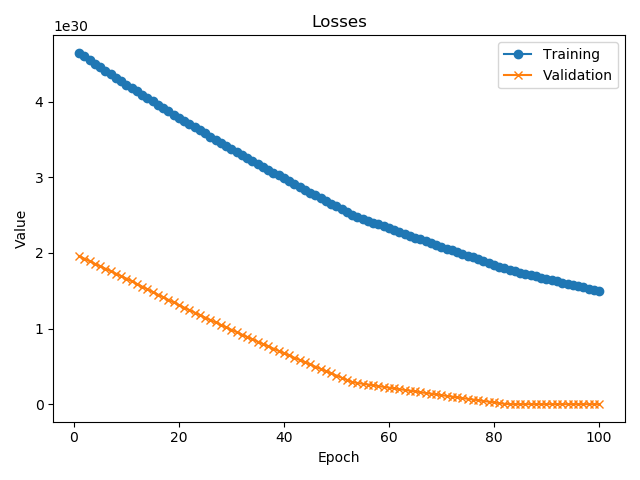 Losses
1e30
Training
Validation
4
3
2
1
0
Value
0 20 40 60 80 100
Epoch